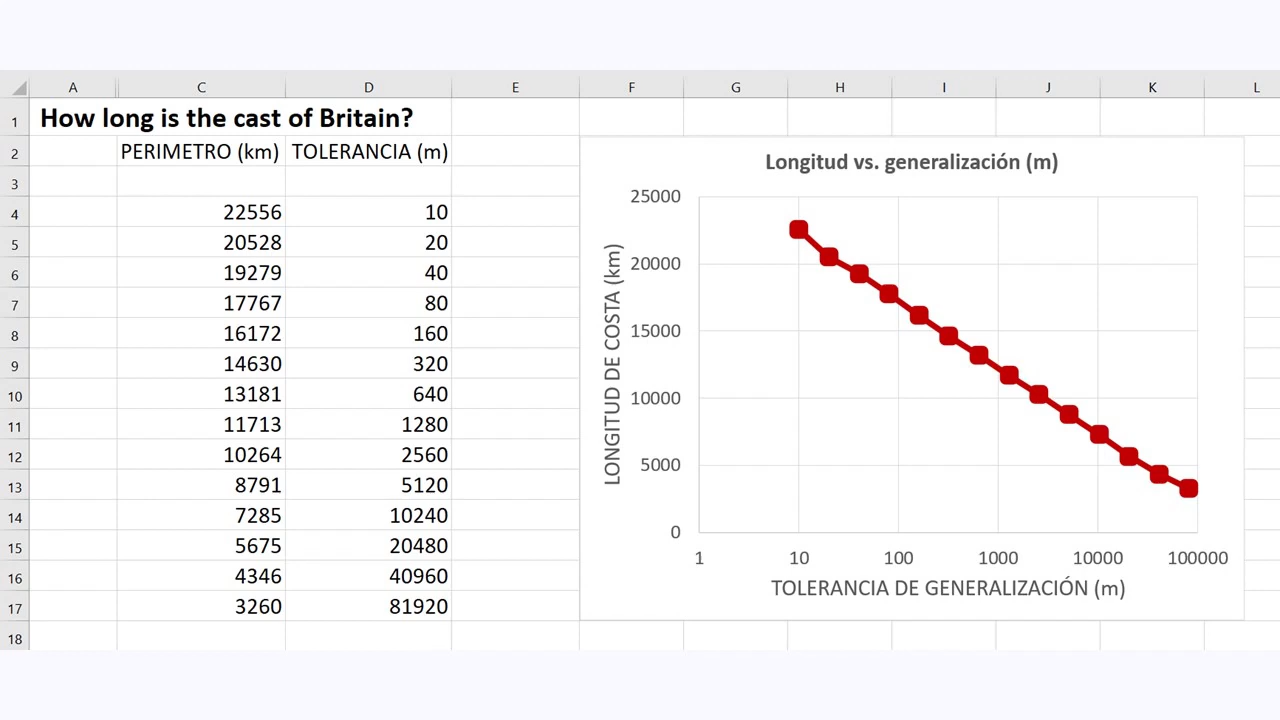 A C D E F G H I J K L
1 How long is the cast of Britain?
2 PERIMETRO (km) TOLERANCIA (m)
3
4 22556 10
5 20528 20
6 19279 40
7 17767 80
8 16172 160
9 14630 320
10 13181 640
11 11713 1280
12 10264 2560
13 8791 5120
14 7285 10240
15 5675 20480
16 4346 40960
17 3260 81920
18
Longitud vs. generalización (m)
LONGITUD DE COSTA (km)
25000
20000
15000
10000
5000
0
1 10 100 1000 10000 100000
TOLERANCIA DE GENERALIZACIÓN (m)